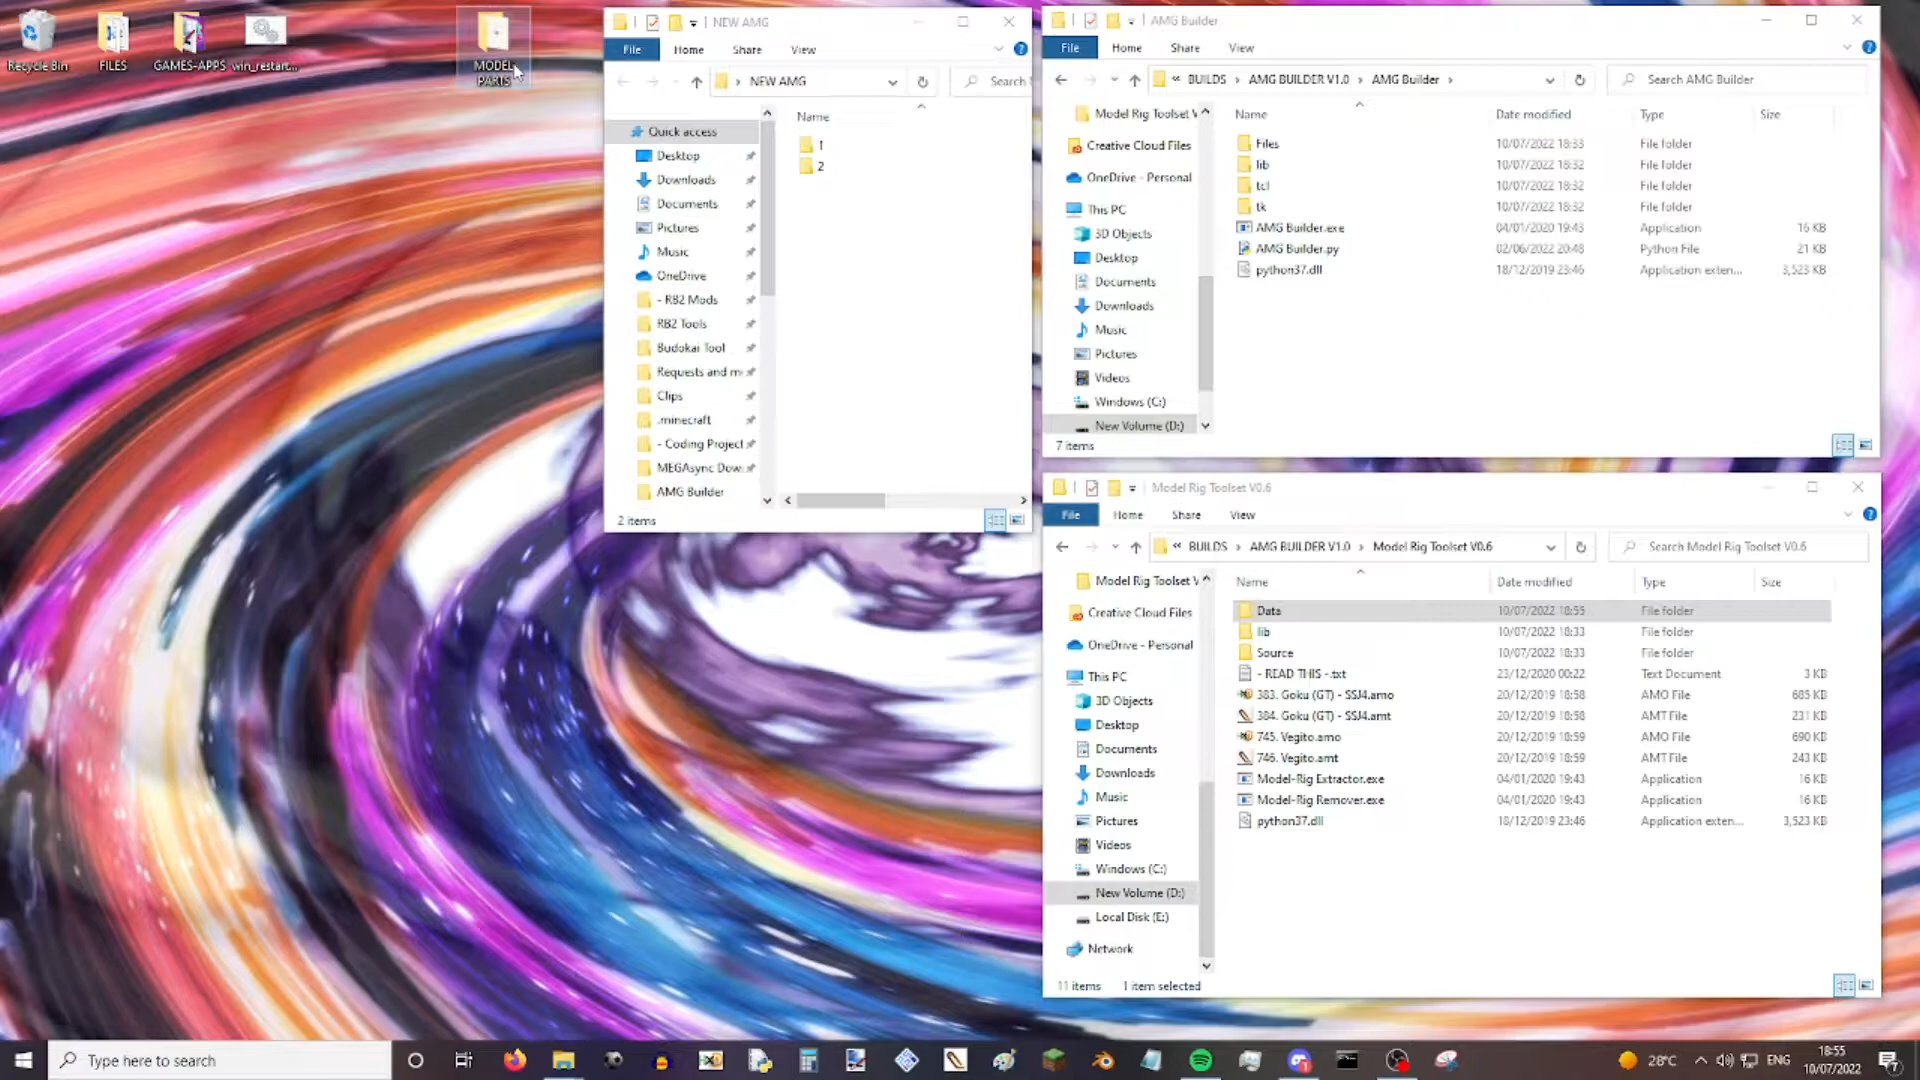 Recycle Bin
FILES
GAMES-APPS
win_restart...
MODEL PARTS
NEW AMG
File Home Share View
NEW AMG
Search
Name
1
2
Quick access
Desktop
Downloads
Documents
Pictures
Music
OneDrive
- RB2 Mods
RB2 Tools
Budokai Tool
Requests and m
Clips
.minecraft
- Coding Project
MEGAsync Dow
AMG Builder
2 items
AMG Builder
File Home Share View
« BUILDS > AMG BUILDER V1.0 > AMG Builder >
Search AMG Builder
Name Date modified Type Size
Model Rig Toolset V
Creative Cloud Files
OneDrive - Personal
This PC
3D Objects
Desktop
Documents
Downloads
Music
Pictures
Videos
Windows (C:)
New Volume (D:)
Files 10/07/2022 18:33 File folder
lib 10/07/2022 18:32 File folder
tcl 10/07/2022 18:32 File folder
tk 10/07/2022 18:32 File folder
AMG Builder.exe 04/01/2020 19:43 Application 16 KB
AMG Builder.py 02/06/2022 20:48 Python File 21 KB
python37.dll 18/12/2019 23:46 Application exten... 3,523 KB
7 items
Model Rig Toolset V0.6
File Home Share View
« BUILDS > AMG BUILDER V1.0 > Model Rig Toolset V0.6
Search Model Rig Toolset V0.6
Name Date modified Type Size
Model Rig Toolset V
Creative Cloud Files
OneDrive - Personal
This PC
3D Objects
Desktop
Documents
Downloads
Music
Pictures
Videos
Windows (C:)
New Volume (D:)
Local Disk (E:)
Network
Data 10/07/2022 18:55 File folder
lib 10/07/2022 18:33 File folder
Source 10/07/2022 18:33 File folder
- READ THIS -.txt 23/12/2020 00:22 Text Document 3 KB
383. Goku (GT) - SSJ4.amo 20/12/2019 18:58 AMO File 685 KB
384. Goku (GT) - SSJ4.amt 20/12/2019 18:58 AMT File 231 KB
745. Vegito.amo 20/12/2019 18:59 AMO File 690 KB
746. Vegito.amt 20/12/2019 18:59 AMT File 243 KB
Model-Rig Extractor.exe 04/01/2020 19:43 Application 16 KB
Model-Rig Remover.exe 04/01/2020 19:43 Application 16 KB
python37.dll 18/12/2019 23:46 Application exten... 3,523 KB
11 items 1 item selected
Type here to search
28°C
ENG
18:55
10/07/2022